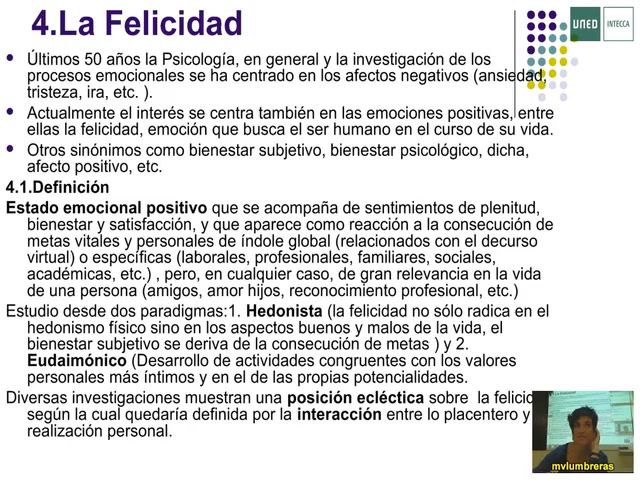 4.La Felicidad
UNED
INTECCA
Últimos 50 años la Psicología, en general y la investigación de los
procesos emocionales se ha centrado en los afectos negativos (ansiedad,
tristeza, ira, etc. ).
Actualmente el interés se centra también en las emociones positivas, entre
ellas la felicidad, emoción que busca el ser humano en el curso de su vida.
Otros sinónimos como bienestar subjetivo, bienestar psicológico, dicha,
afecto positivo, etc.
4.1.Definición
Estado emocional positivo que se acompaña de sentimientos de plenitud,
bienestar y satisfacción, y que aparece como reacción a la consecución de
metas vitales y personales de índole global (relacionados con el decurso
virtual) o específicas (laborales, profesionales, familiares, sociales,
académicas, etc.) , pero, en cualquier caso, de gran relevancia en la vida
de una persona (amigos, amor hijos, reconocimiento profesional, etc.)
Estudio desde dos paradigmas:1. Hedonista (la felicidad no sólo radica en el
hedonismo físico sino en los aspectos buenos y malos de la vida, el
bienestar subjetivo se deriva de la consecución de metas ) y 2.
Eudaimónico (Desarrollo de actividades congruentes con los valores
personales más íntimos y en el de las propias potencialidades.
Diversas investigaciones muestran una posición ecléctica sobre la felicid
según la cual quedaría definida por la interacción entre lo placentero y
realización personal.
mvlumbreras